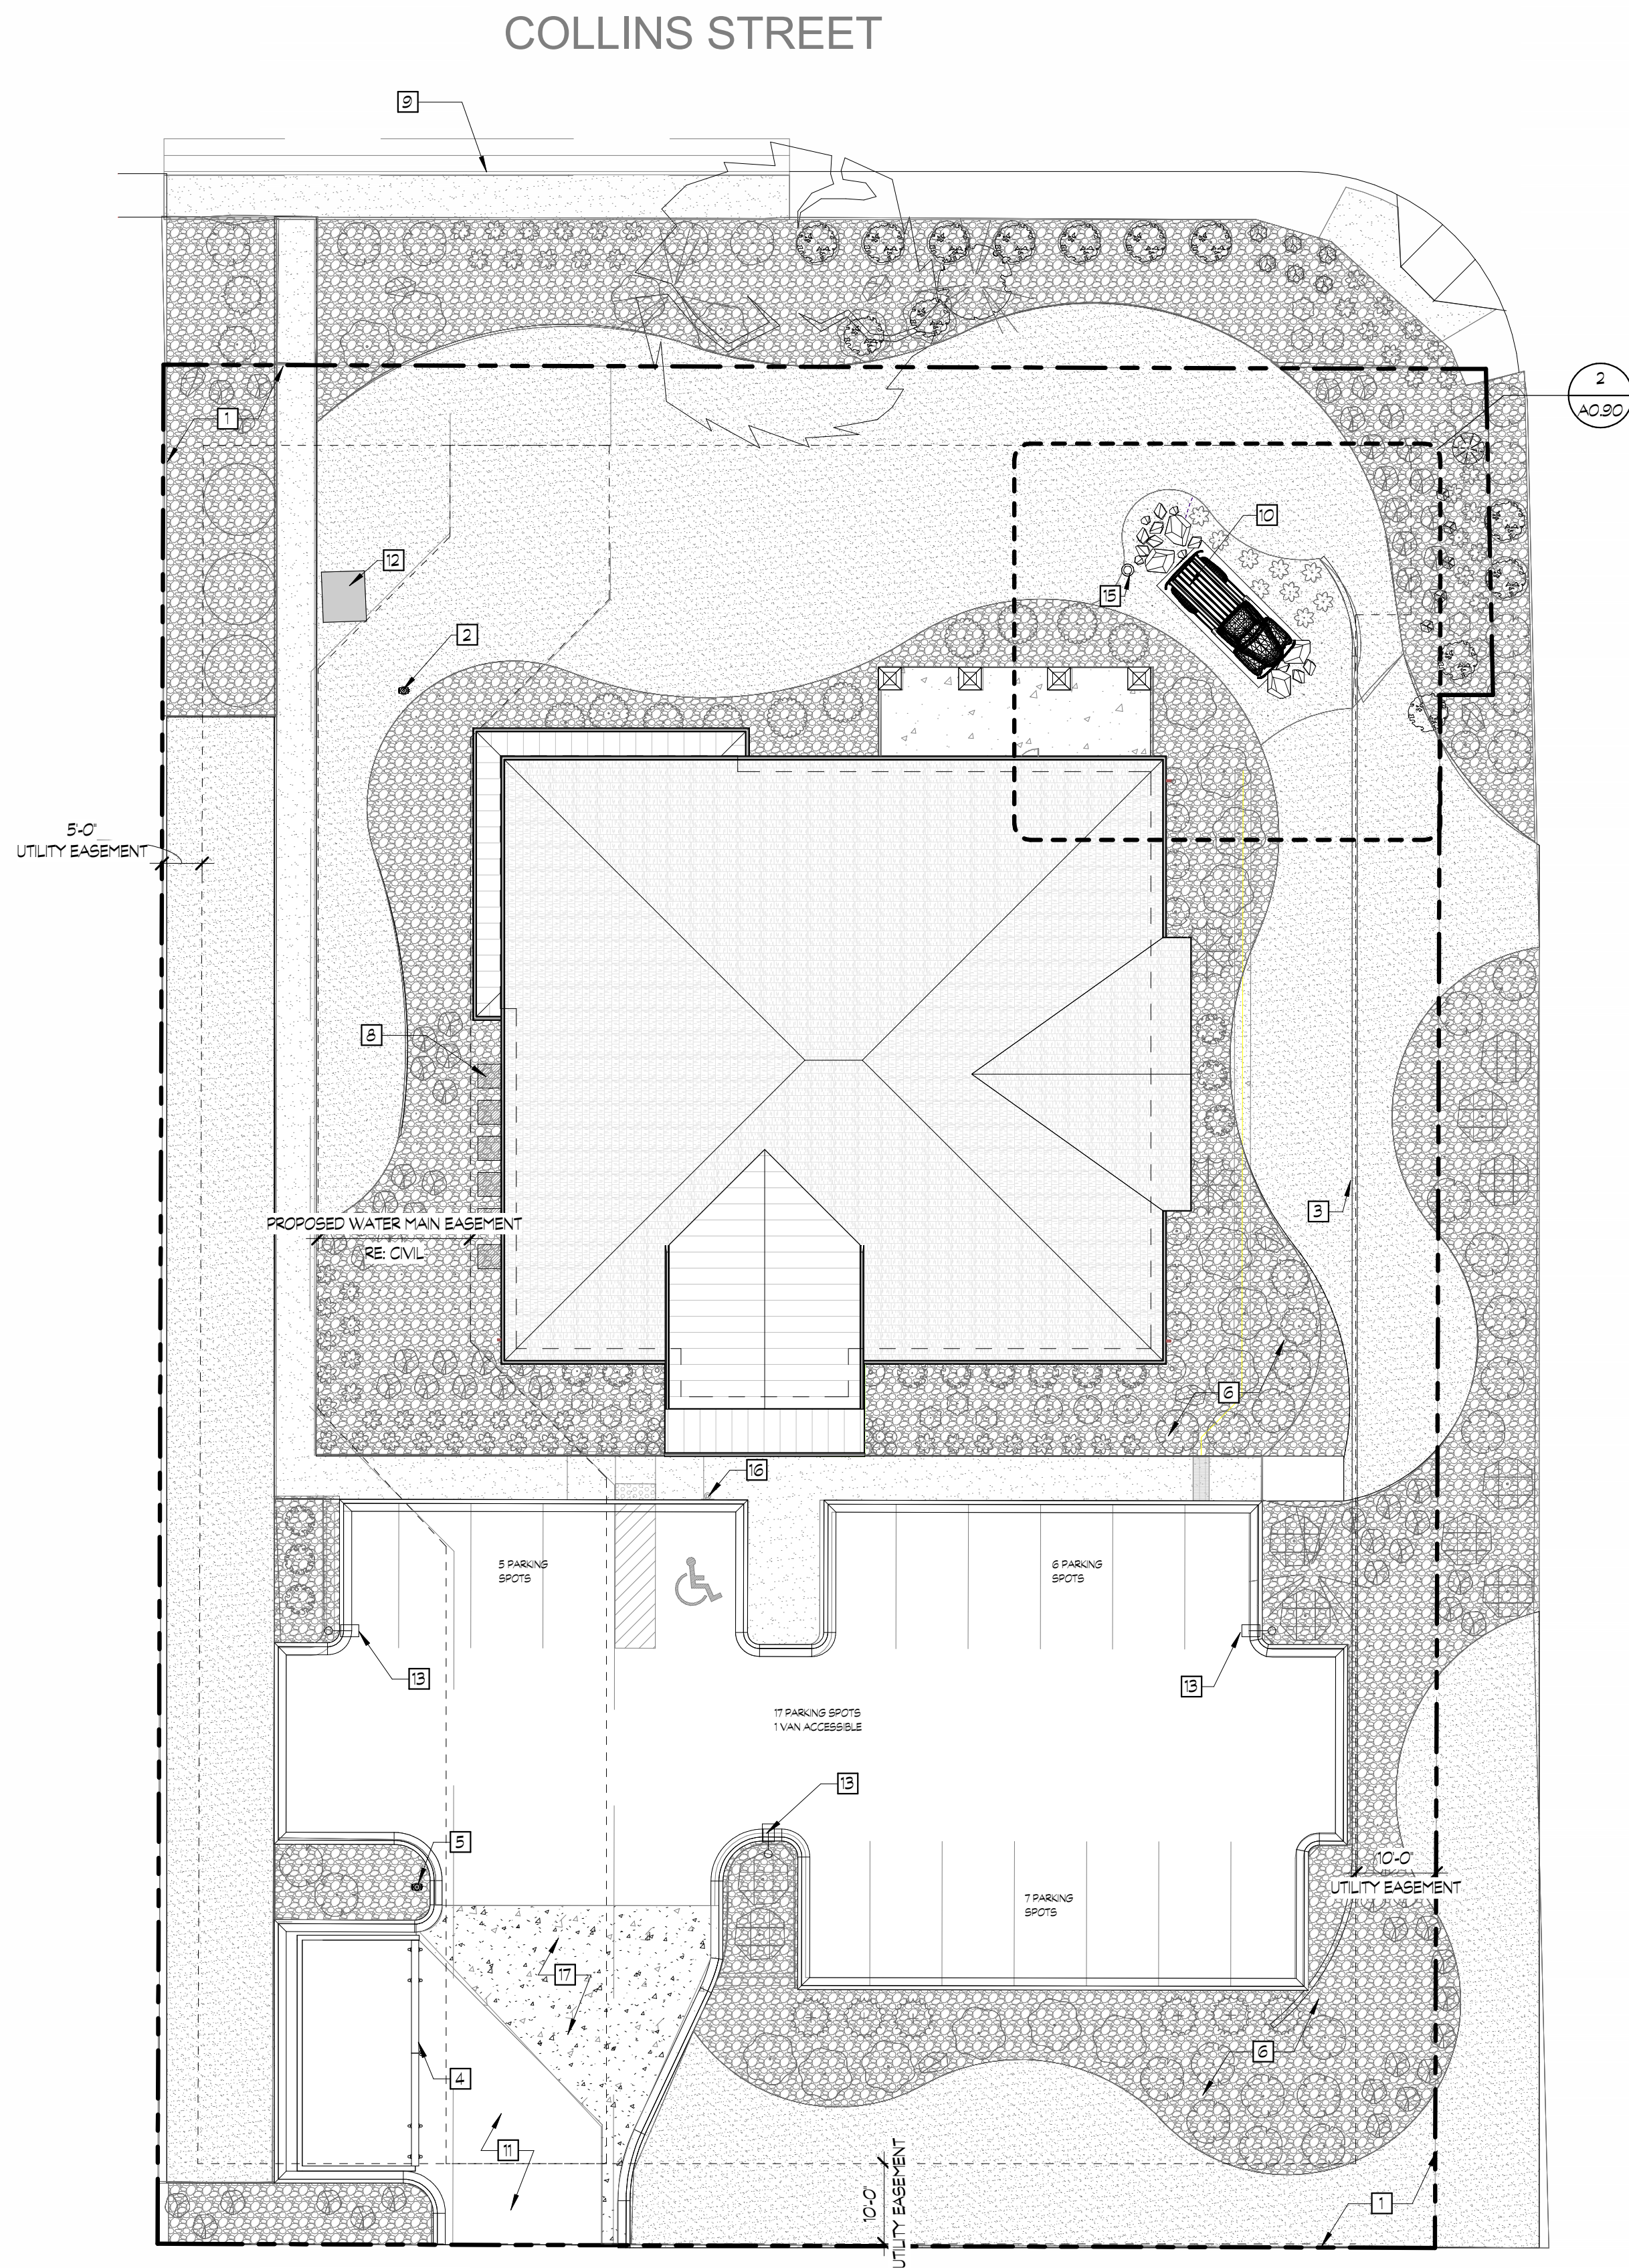 COLLINS STREET
9
1
2
A0.90
10
12
15
2
5'-0"
UTILITY EASEMENT
8
3
PROPOSED WATER MAIN EASEMENT
RE: CIVIL
6
16
5 PARKING
SPOTS
6 PARKING
SPOTS
13
13
17 PARKING SPOTS
1 VAN ACCESSIBLE
13
5
10'-0"
UTILITY EASEMENT
7 PARKING
SPOTS
17
6
4
11
10'-0"
UTILITY EASEMENT
1